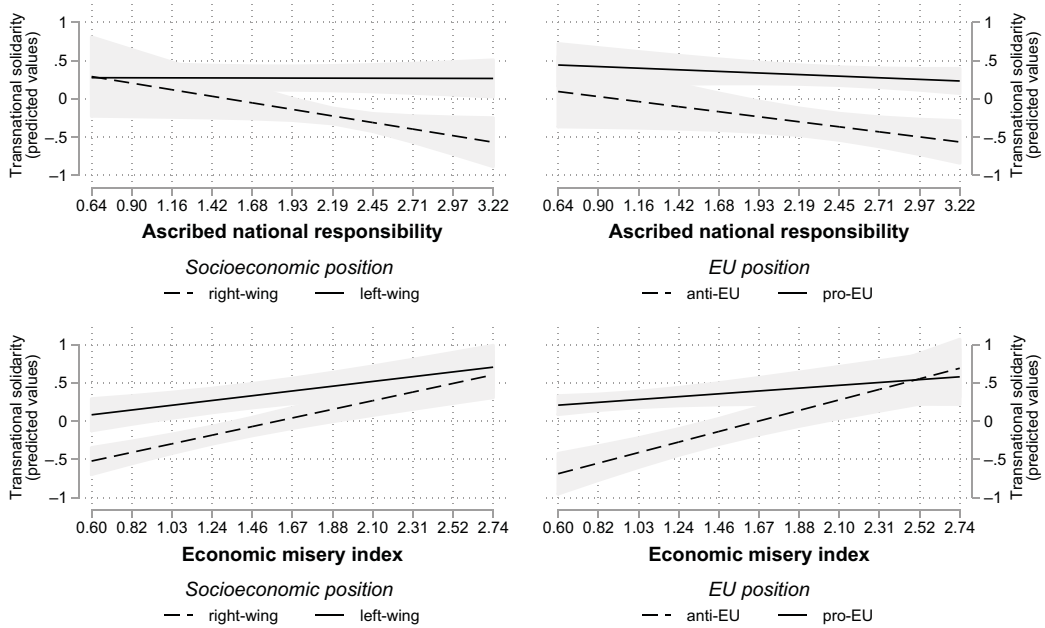 Transnational solidarity
(predicted values)
1
.5
0
–.5
–1
0.64 0.90 1.16 1.42 1.68 1.93 2.19 2.45 2.71 2.97 3.22
Ascribed national responsibility
Socioeconomic position
right-wing left-wing
1
.5
0
–.5
–1
Transnational solidarity
(predicted values)
0.64 0.90 1.16 1.42 1.68 1.93 2.19 2.45 2.71 2.97 3.22
Ascribed national responsibility
EU position
anti-EU pro-EU
Transnational solidarity
(predicted values)
1
.5
0
–.5
–1
0.60 0.82 1.03 1.24 1.46 1.67 1.88 2.10 2.31 2.52 2.74
Economic misery index
Socioeconomic position
right-wing left-wing
1
.5
0
–.5
–1
Transnational solidarity
(predicted values)
0.60 0.82 1.03 1.24 1.46 1.67 1.88 2.10 2.31 2.52 2.74
Economic misery index
EU position
anti-EU pro-EU